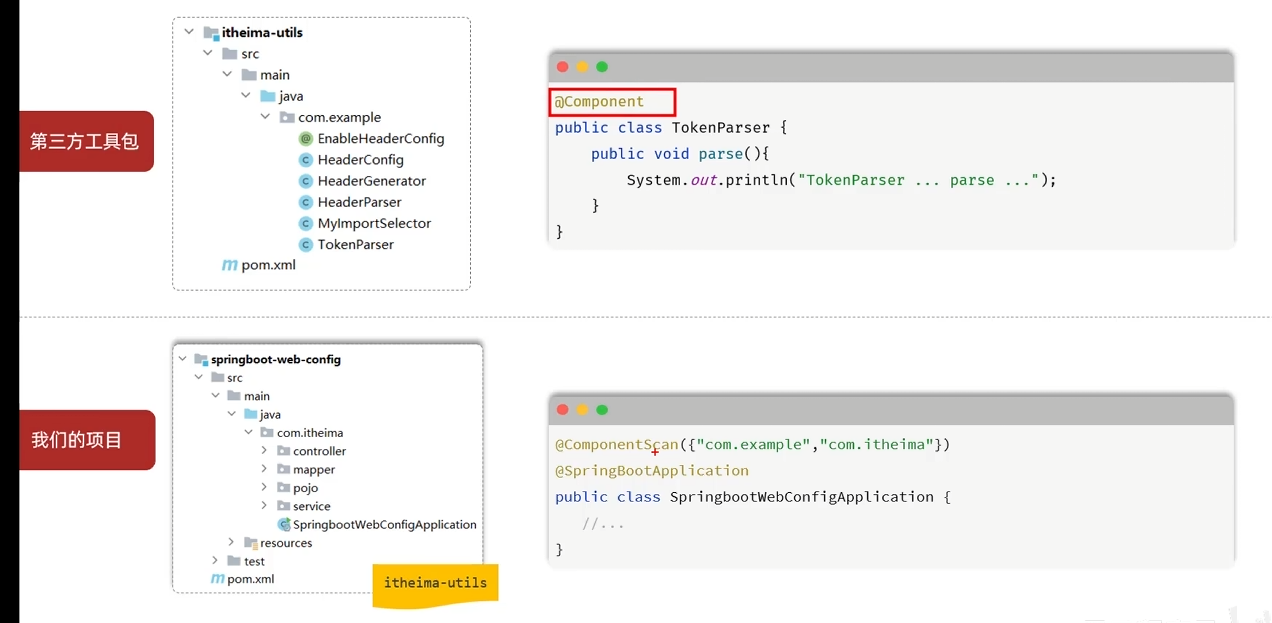 itheima-utils
src
main
java
com.example
EnableHeaderConfig
HeaderConfig
HeaderGenerator
HeaderParser
MyImportSelector
TokenParser
pom.xml
第三方工具包
@Component
public class TokenParser {
public void parse(){
System.out.println("TokenParser ... parse ...");
}
}
springboot-web-config
src
main
java
com.itheima
controller
mapper
pojo
service
SpringbootWebConfigApplication
resources
test
pom.xml
我们的项目
itheima-utils
@ComponentScan({"com.example","com.itheima"})
@SpringBootApplication
public class SpringbootWebConfigApplication {
//...
}